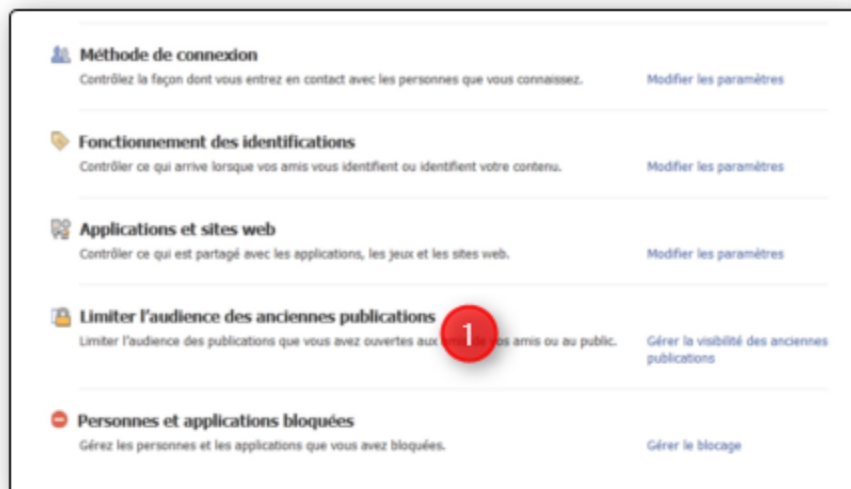 Méthode de connexion
Contrôlez la façon dont vous entrez en contact avec les personnes que vous connaissez. Modifier les paramètres
Fonctionnement des identifications
Contrôler ce qui arrive lorsque vos amis vous identifient ou identifient votre contenu. Modifier les paramètres
Applications et sites web
Contrôler ce qui est partagé avec les applications, les jeux et les sites web. Modifier les paramètres
Limiter l'audience des anciennes publications
1
Limiter l'audience des publications que vous avez ouvertes aux amis de vos amis ou au public. Gérer la visibilité des anciennes
publications
Personnes et applications bloquées
Gérez les personnes et les applications que vous avez bloquées. Gérer le blocage